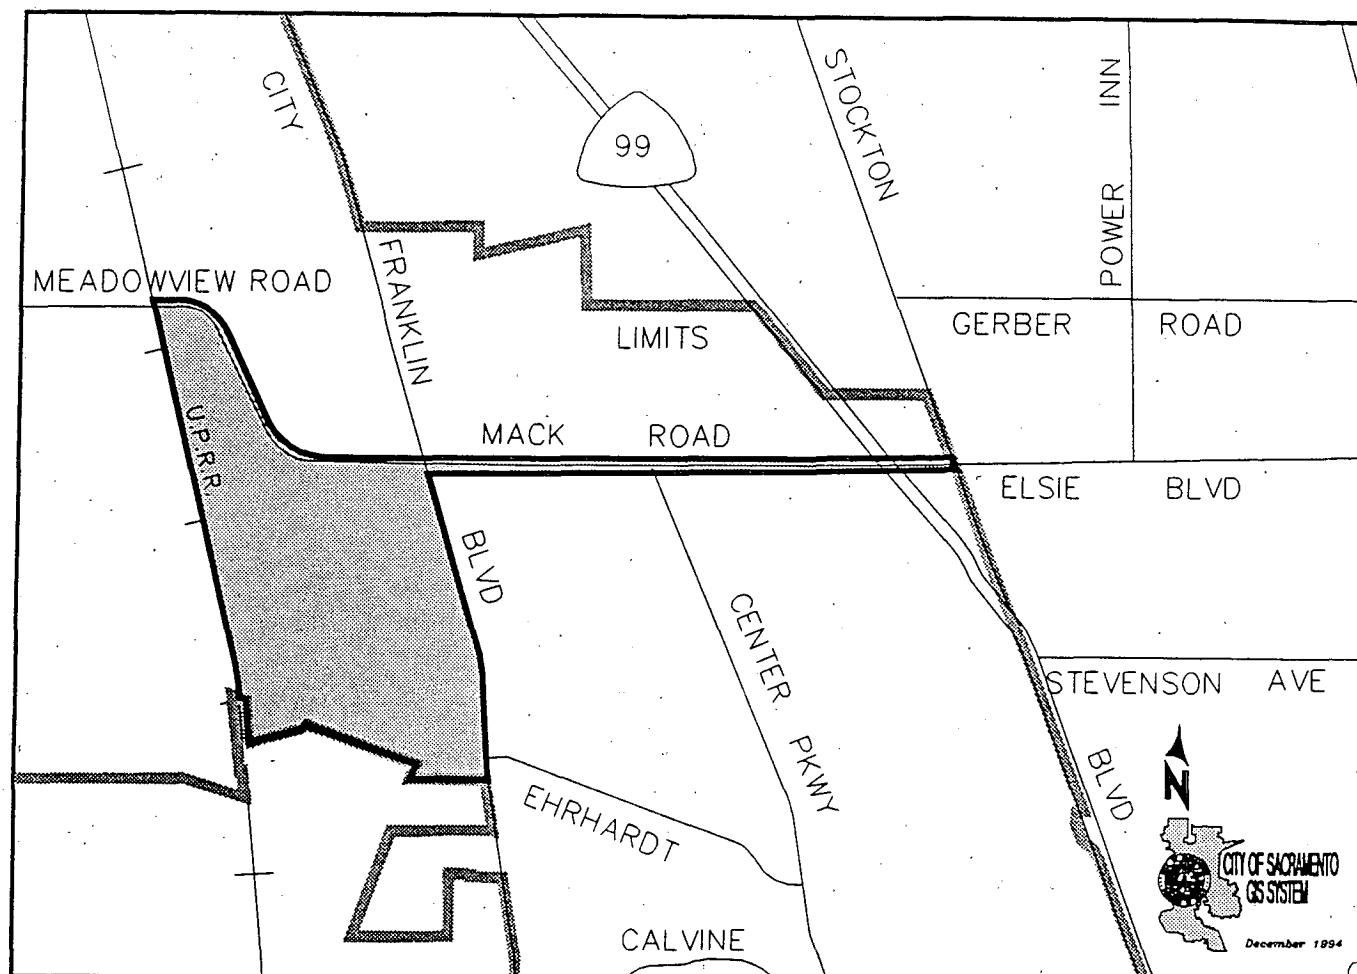 CITY
STOCKTON
POWER INN
99
FRANKLIN
MEADOWVIEW ROAD
LIMITS
GERBER ROAD
U.P.R.R.
MACK ROAD
ELSIE BLVD
BLVD
CENTER PKWY
STEVENSON AVE
EHRHARDT
BLVD.
N
CITY OF SACRAMENTO
GIS SYSTEM
CALVINE
December 1994